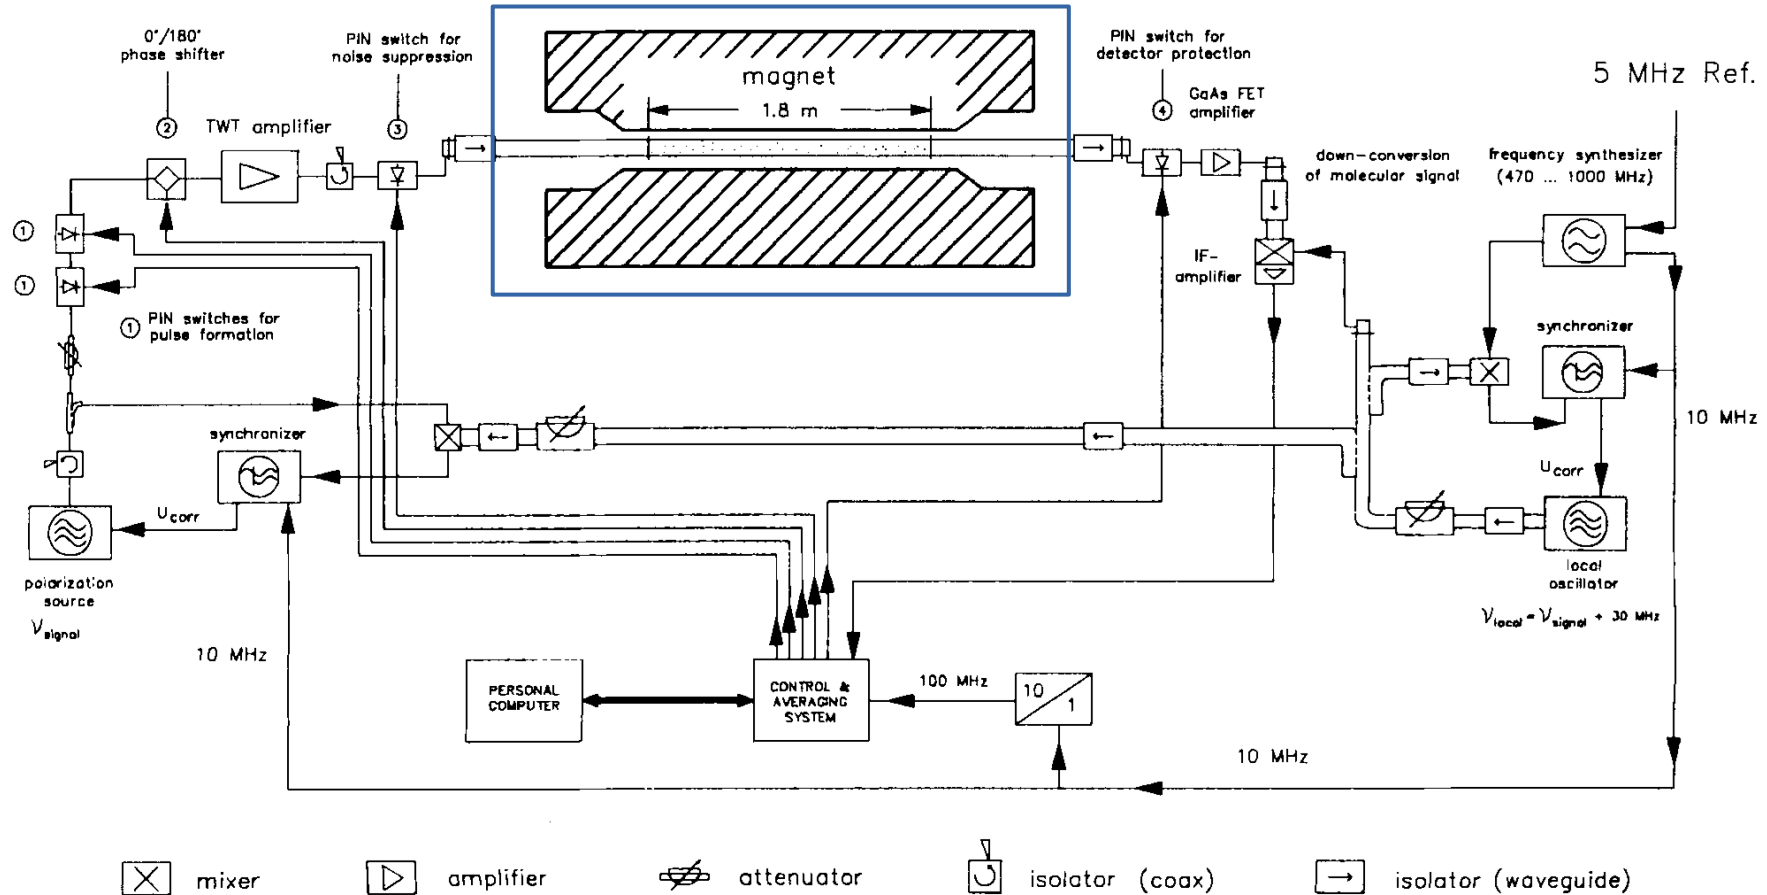 0°/180°
phase shifter
PIN switch for
noise suppression
PIN switch for
detector protection
5 MHz Ref.
magnet
1.8 m
2
TWT amplifier
3
4
GaAs FET
amplifier
down-conversion
of molecular signal
frequency synthesizer
(470 ... 1000 MHz)
1
1
IF-
amplifier
1 PIN switches for
pulse formation
synchronizer
synchronizer
10 MHz
Ucorr
Ucorr
polarization
source
νsignal
local
oscillator
νlocal = νsignal + 30 MHz
10 MHz
PERSONAL
COMPUTER
CONTROL &
AVERAGING
SYSTEM
100 MHz
10
1
10 MHz
mixer
amplifier
attenuator
isolator (coax)
isolator (waveguide)